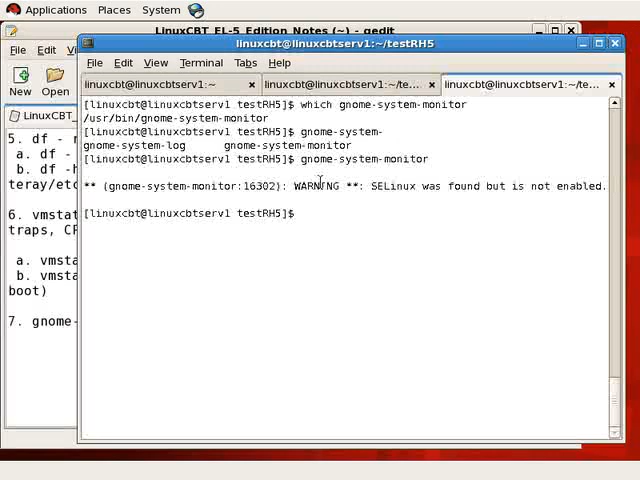 Applications Places System
LinuxCBT EL-5 Edition Notes (~) - gedit
File Edit
New Open
LinuxCBT_
5. df -
a. df -
b. df -h
teray/etc
6. vmstat
traps, CP
a. vmsta
b. vmsta
boot)
7. gnome-
linuxcbt@linuxcbtserv1:~/testRH5
File Edit View Terminal Tabs Help
linuxcbt@linuxcbtserv1:~ linuxcbt@linuxcbtserv1:~/te... linuxcbt@linuxcbtserv1:~/te...
[linuxcbt@linuxcbtserv1 testRH5]$ which gnome-system-monitor
/usr/bin/gnome-system-monitor
[linuxcbt@linuxcbtserv1 testRH5]$ gnome-system-
gnome-system-log gnome-system-monitor
[linuxcbt@linuxcbtserv1 testRH5]$ gnome-system-monitor
** (gnome-system-monitor:16302): WARNING **: SELinux was found but is not enabled.
[linuxcbt@linuxcbtserv1 testRH5]$